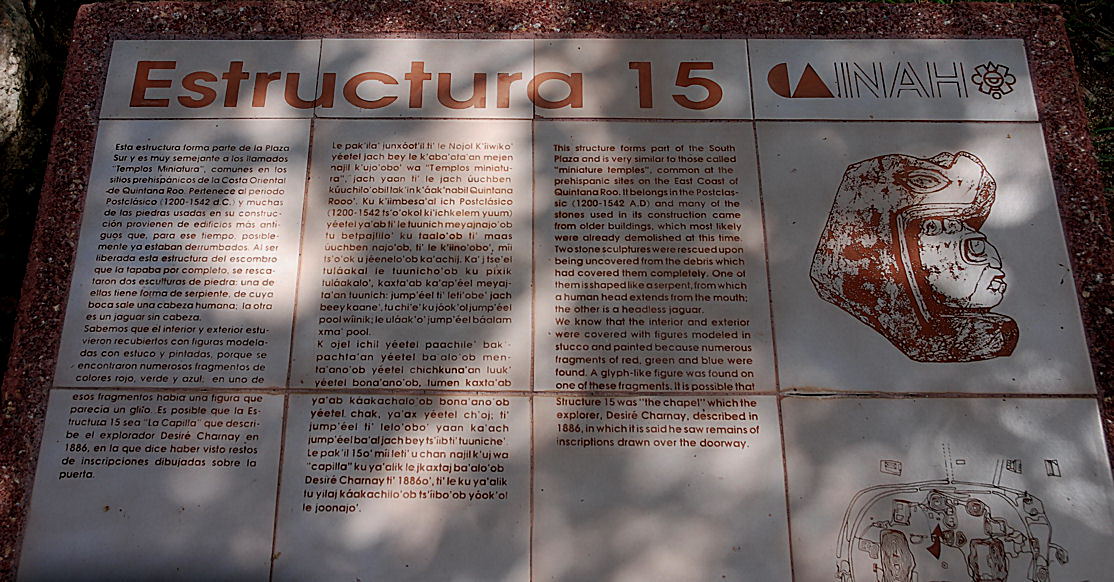 Estructura 15
INAH
Esta estructura forma parte de la Plaza
Sur y es muy semejante a los llamados
"Templos Miniatura", comunes en los
sitios prehispánicos de la Costa Oriental
de Quintana Roo. Pertenece al periodo
Postclásico (1200-1542 d.C.) y muchas
de las piedras usadas en su construc-
ción provienen de edificios más anti-
guos que, para ese tiempo, posible-
mente ya estaban derrumbados. Al ser
liberada esta estructura del escombro
que la tapaba por completo, se resca-
taron dos esculturas de piedra: una de
ellas tiene forma de serpiente, de cuya
boca sale una cabeza humana; la otra
es un jaguar sin cabeza.
Sabemos que el interior y exterior estu-
vieron recubiertos con figuras modela-
das con estuco y pintadas, porque se
encontraron numerosos fragmentos de
colores rojo, verde y azul; en uno de
esos fragmentos había una figura que
parecía un glifo. Es posible que la Es-
tructura 15 sea "La Capilla" que descri-
be el explorador Desiré Charnay en
1886, en la que dice haber visto restos
de inscripciones dibujadas sobre la
puerta.
Le pak'ila' junxóot'il ti' le Nojol K'íiwiko'
yéetel jach bey le k'aba'ata'an mejen
najil k'ujo'obo' wa "Templos miniatu-
ra", jach yaan ti' le jach úuchben
kúuchilo'obil lak'ink'áak'nabil Quintana
Rooo'. Ku k'iimbesa'al ich Postclásico
(1200-1542 ts'o'okol ki'ichkelem yuum)
yéetel ya'abti' le tuunich meyajnajo'ob
tu betpajilo' ku taalo'ob ti' maas
úuchben najo'ob, ti' le k'iino'obo', míi
ts'o'ok u jéenelo'ob ka'achij. Ka'j tse'el
tuláakal le tuunicho'ob ku pixik
tuláakalo', kaxta'ab ka'ap'éel meyaj-
ta'an tuunich: jump'éel ti' leti'obe' jach
beey kaane', tu chi'e' ku jóok'ol jump'éel
pool wíinik; le uláak'o' jump'éel báalam
xma' pool.
K ojel ichil yéetel paachile' bak'-
pachta'an yéetel ba'alo'ob men-
ta'ano'ob yéetel chichkuna'an luuk'
yéetel bona'ano'ob, tumen kaxta'ab
ya'ab káakachalo'ob bona'ano'ob
yéetel chak, ya'ax yéetel ch'oj; ti'
jump'éel ti' lelo'obo' yaan ka'ach
jump'éel ba'al jach bey ts'íib ti' tuuniche'.
Le pak'il 15o' míi leti' u chan najil k'uj wa
"capilla" ku ya'alik le jkaxtaj ba'alo'ob
Desiré Charnay ti' 1886o', ti' le ku ya'alik
tu yilaj káakachilo'ob ts'íibo'ob yóok'ol
le joonajo'.
This structure forms part of the South
Plaza and is very similar to those called
"miniature temples", common at the
prehispanic sites on the East Coast of
Quintana Roo. It belongs in the Postclas-
sic (1200-1542 A.D) and many of the
stones used in its construction came
from older buildings, which most likely
were already demolished at this time.
Two stone sculptures were rescued upon
being uncovered from the debris which
had covered them completely. One of
them is shaped like a serpent, from which
a human head extends from the mouth;
the other is a headless jaguar.
We know that the interior and exterior
were covered with figures modeled in
stucco and painted because numerous
fragments of red, green and blue were
found. A glyph-like figure was found on
one of these fragments. It is possible that
Structure 15 was "the chapel" which the
explorer, Desiré Charnay, described in
1886, in which it is said he saw remains of
inscriptions drawn over the doorway.